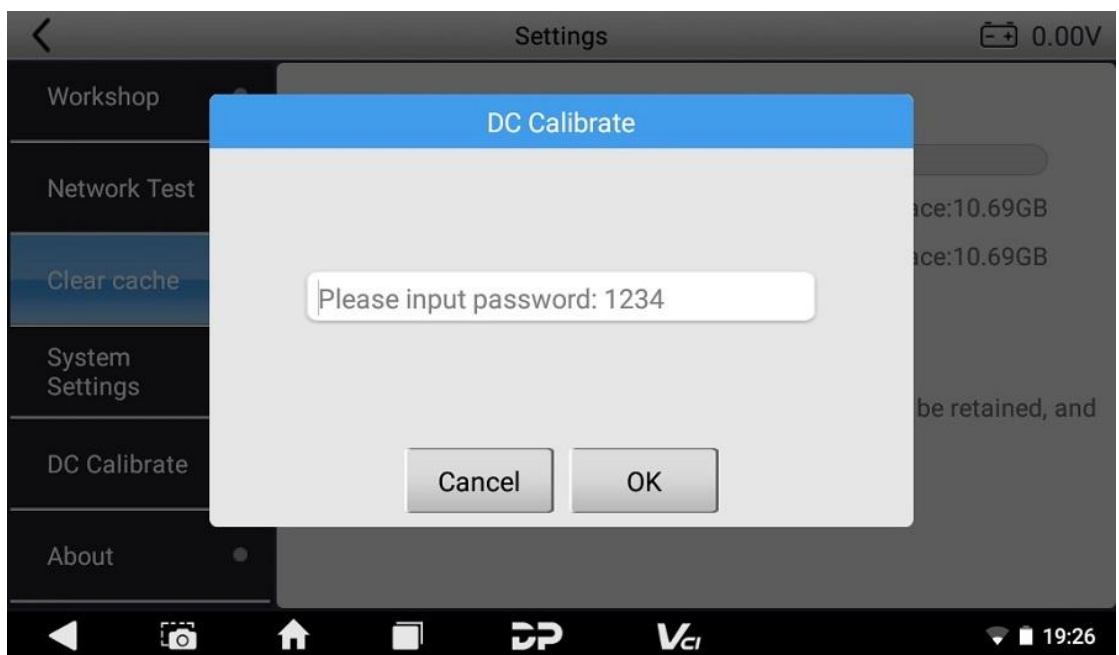 Settings
0.00V
Workshop
DC Calibrate
Network Test
ace:10.69GB
ace:10.69GB
Clear cache
Please input password: 1234
System
Settings
be retained, and
DC Calibrate
Cancel
OK
About
DP
VCI
19:26